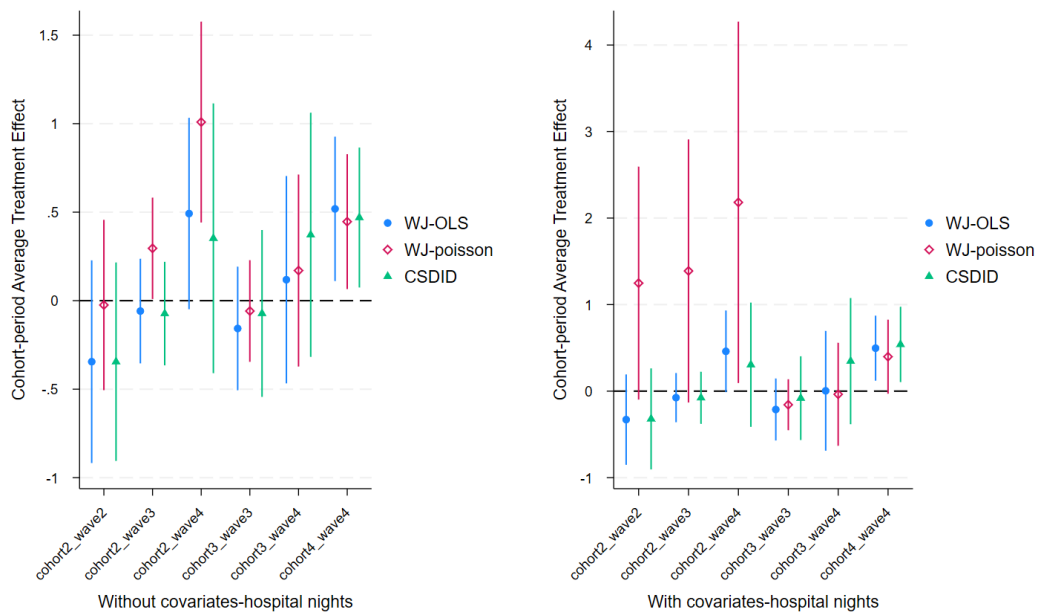 Cohort-period Average Treatment Effect
1.5
1
.5
0
-.5
-1
cohort2_wave2
cohort2_wave3
cohort2_wave4
cohort3_wave3
cohort3_wave4
cohort4_wave4
Without covariates-hospital nights
WJ-OLS
WJ-poisson
CSDID
Cohort-period Average Treatment Effect
4
3
2
1
0
-1
cohort2_wave2
cohort2_wave3
cohort2_wave4
cohort3_wave3
cohort3_wave4
cohort4_wave4
With covariates-hospital nights
WJ-OLS
WJ-poisson
CSDID